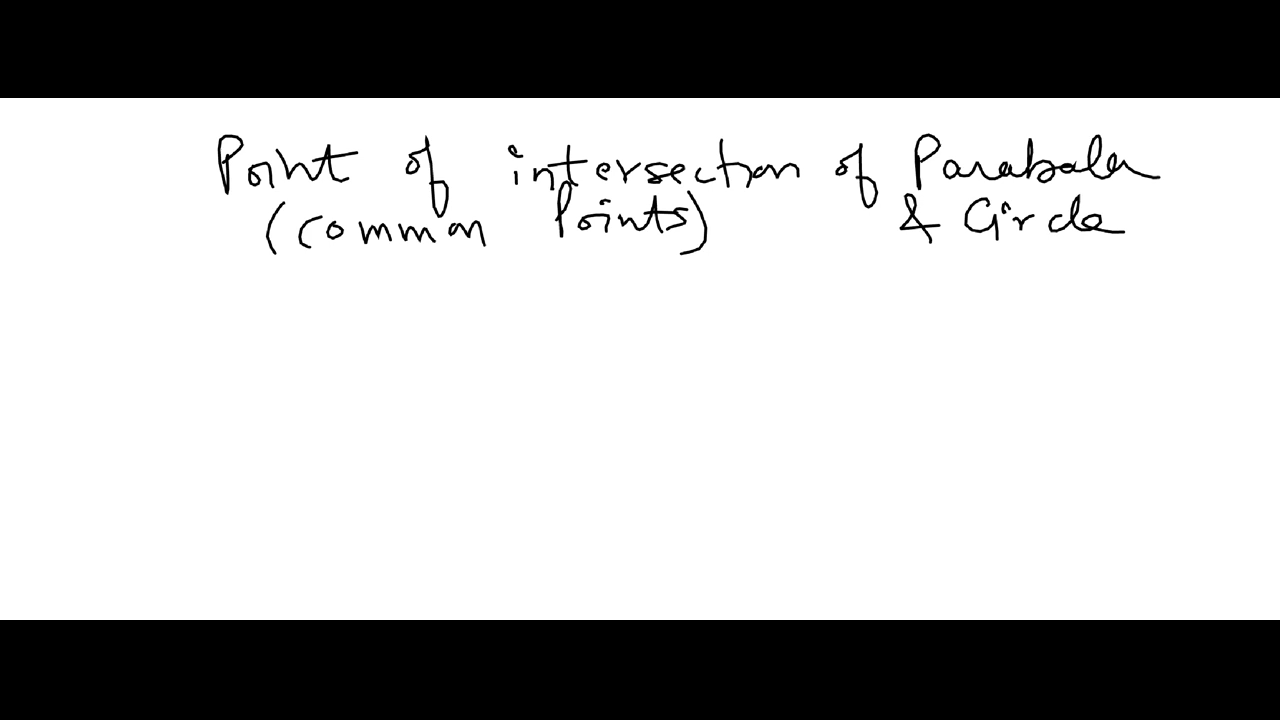 Point of intersection of Parabola
(common Points) & Circle